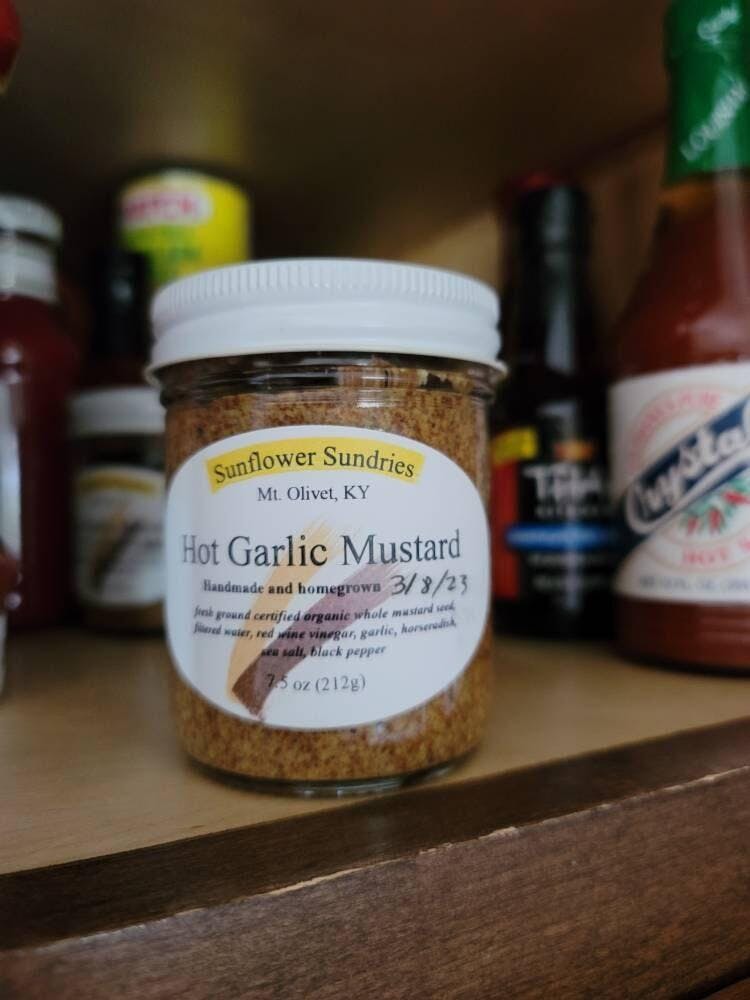 Sunflower Sundries
Mt. Olivet, KY
Hot Garlic Mustard
Handmade and homegrown 3/8/23
fresh ground certified organic whole mustard seed,
filtered water, red wine vinegar, garlic, horseradish,
sea salt, black pepper
7.5 oz (212g)
Crystal
HOT